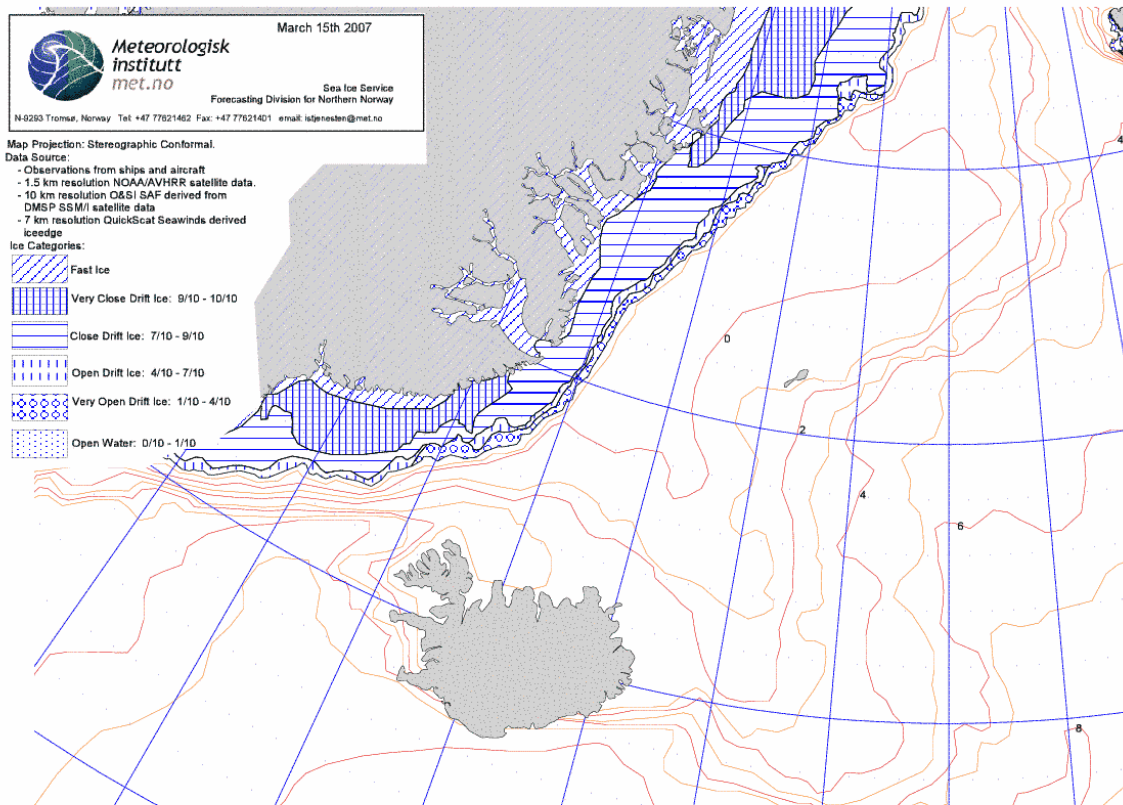 March 15th 2007
Meteorologisk
institutt
met.no
Sea Ice Service
Forecasting Division for Northern Norway
N-9293 Tromsø, Norway Tel: +47 77621462 Fax: +47 77621401 email: istjenesten@met.no
Map Projection: Stereographic Conformal.
Data Source:
- Observations from ships and aircraft
- 1.5 km resolution NOAA/AVHRR satellite data.
- 10 km resolution O&SI SAF derived from
DMSP SSM/I satellite data
- 7 km resolution QuickScat Seawinds derived
iceedge
Ice Categories:
Fast Ice
Very Close Drift Ice: 9/10 - 10/10
Close Drift Ice: 7/10 - 9/10
Open Drift Ice: 4/10 - 7/10
Very Open Drift Ice: 1/10 - 4/10
Open Water: 0/10 - 1/10
4
0
2
4
6
8